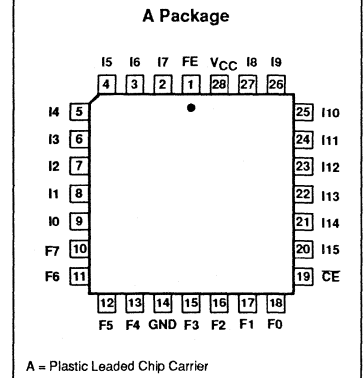 A Package
I5 I6 I7 FE VCC I8 I9
4 3 2 1 28 27 26
I4 5 25 I10
I3 6 24 I11
I2 7 23 I12
I1 8 22 I13
I0 9 21 I14
F7 10 20 I15
F6 11 19 C̅E̅
12 13 14 15 16 17 18
F5 F4 GND F3 F2 F1 F0
A = Plastic Leaded Chip Carrier